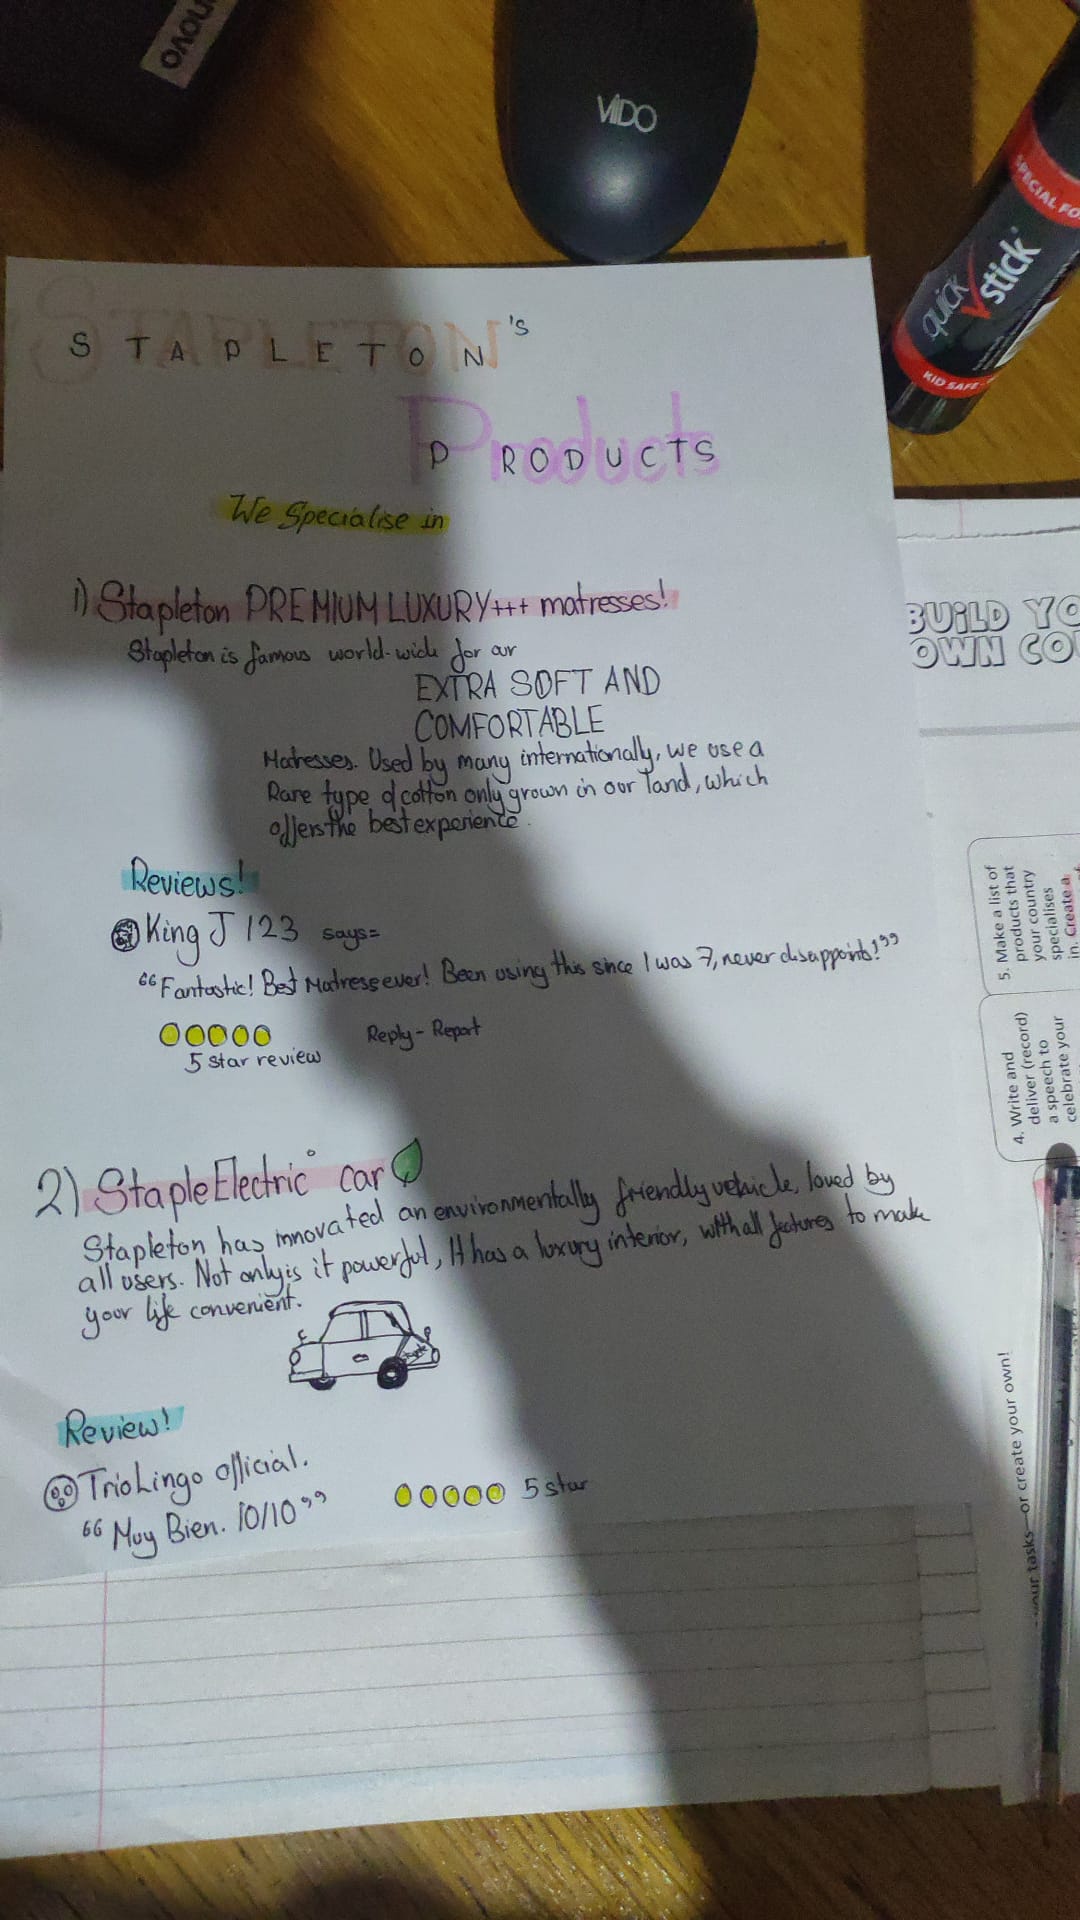 Lenovo
VIDO
SPECIAL FO
quick stick
KID SAFE
STAPLETON'S
STAPLETON'S
Products
PRODUCTS
We Specialise in
1) Stapleton PREMIUM LUXURY+++ matresses!
Stapleton is famous world-wide for our
EXTRA SOFT AND
COMFORTABLE
Matresses. Used by many internationally, we use a
Rare type of cotton only grown in our land, which
offers the best experience.
Reviews!
King J 123 says=
"Fantastic! Best Matress ever! Been using this since I was 7, never disappoints!"
5 star review Reply - Report
2) StapleElectric° car
Stapleton has innovated an environmentally friendly vehicle, loved by
all users. Not only is it powerful, It has a luxury interior, with all features to make
your life convenient.
Review!
TrioLingo official.
"Muy Bien. 10/10" 5 star
BUILD YO
OWN CO
5. Make a list of
products that
your country
specialises
in. Create a
4. Write and
deliver (record)
a speech to
celebrate your
your tasks—or create your own!